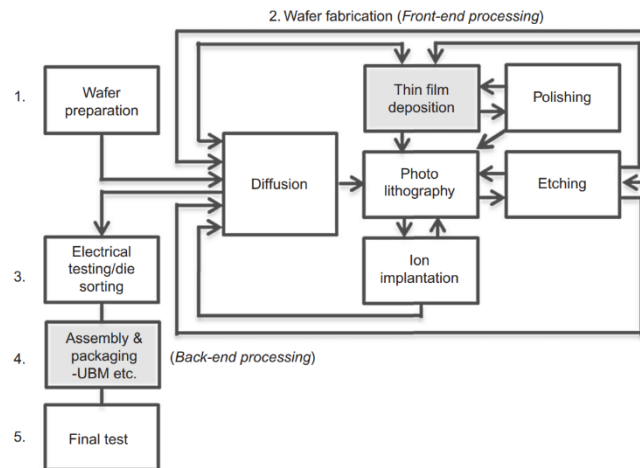 2. Wafer fabrication (Front-end processing)
1.
Wafer
preparation
Thin film
deposition
Polishing
Diffusion
Photo
lithography
Etching
Ion
implantation
3.
Electrical
testing/die
sorting
4.
Assembly &
packaging
-UBM etc.
(Back-end processing)
5.
Final test